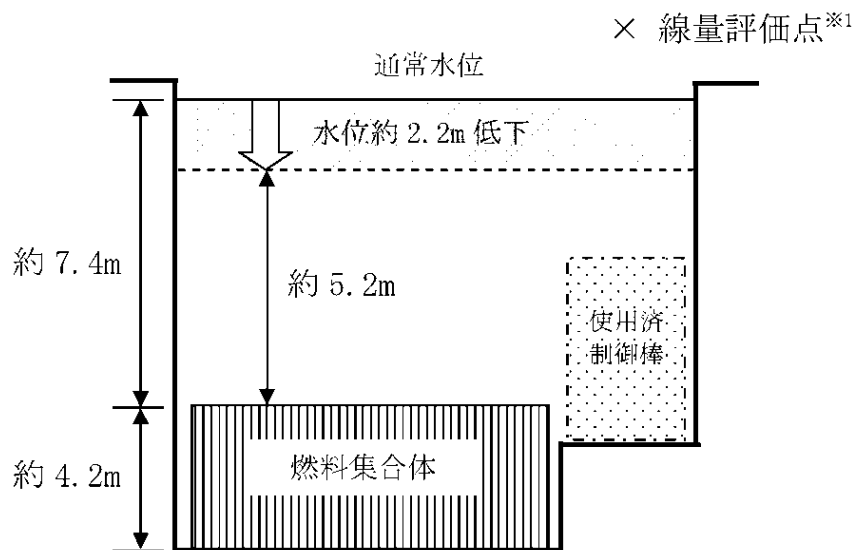 × 線量評価点※1
通常水位
水位約 2.2m 低下
約 7.4m
約 5.2m
使用済
制御棒
燃料集合体
約 4.2m